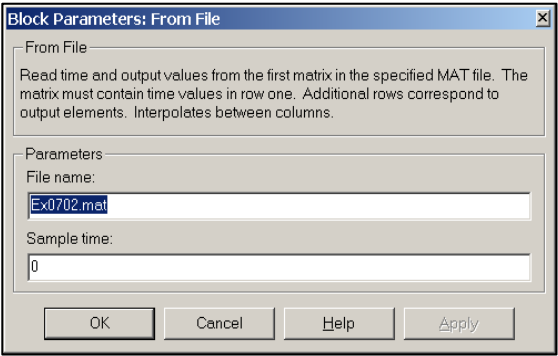 Block Parameters: From File
From File
Read time and output values from the first matrix in the specified MAT file. The
matrix must contain time values in row one. Additional rows correspond to
output elements. Interpolates between columns.
Parameters
File name:
Ex0702.mat
Sample time:
0
OK Cancel Help Apply